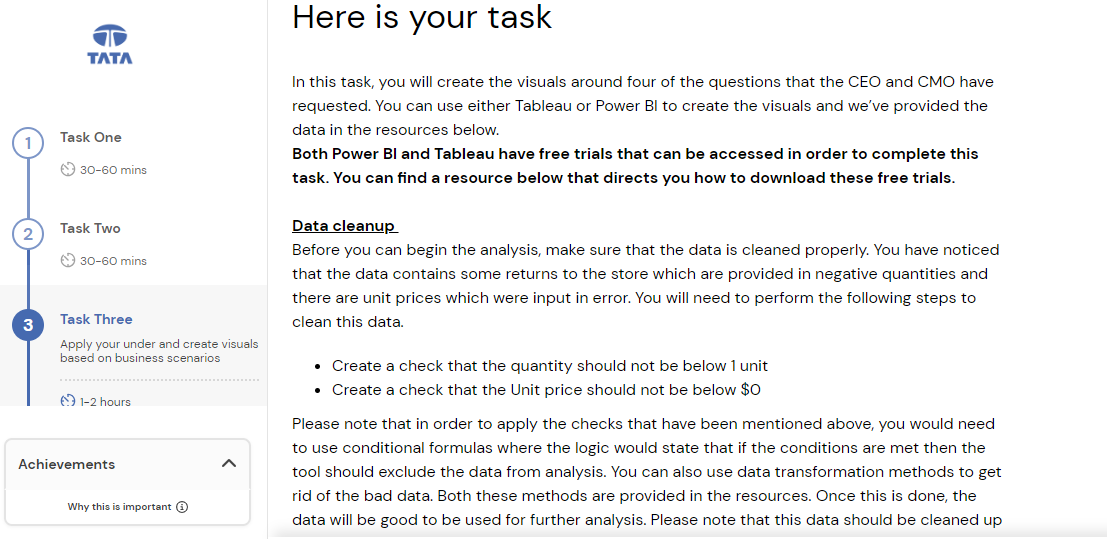 TATA
1
Task One
30-60 mins
2
Task Two
30-60 mins
3
Task Three
Apply your under and create visuals
based on business scenarios
1-2 hours
Achievements
Why this is important
Here is your task
In this task, you will create the visuals around four of the questions that the CEO and CMO have
requested. You can use either Tableau or Power BI to create the visuals and we've provided the
data in the resources below.
Both Power BI and Tableau have free trials that can be accessed in order to complete this
task. You can find a resource below that directs you how to download these free trials.
Data cleanup
Before you can begin the analysis, make sure that the data is cleaned properly. You have noticed
that the data contains some returns to the store which are provided in negative quantities and
there are unit prices which were input in error. You will need to perform the following steps to
clean this data.
• Create a check that the quantity should not be below 1 unit
• Create a check that the Unit price should not be below $0
Please note that in order to apply the checks that have been mentioned above, you would need
to use conditional formulas where the logic would state that if the conditions are met then the
tool should exclude the data from analysis. You can also use data transformation methods to get
rid of the bad data. Both these methods are provided in the resources. Once this is done, the
data will be good to be used for further analysis. Please note that this data should be cleaned up